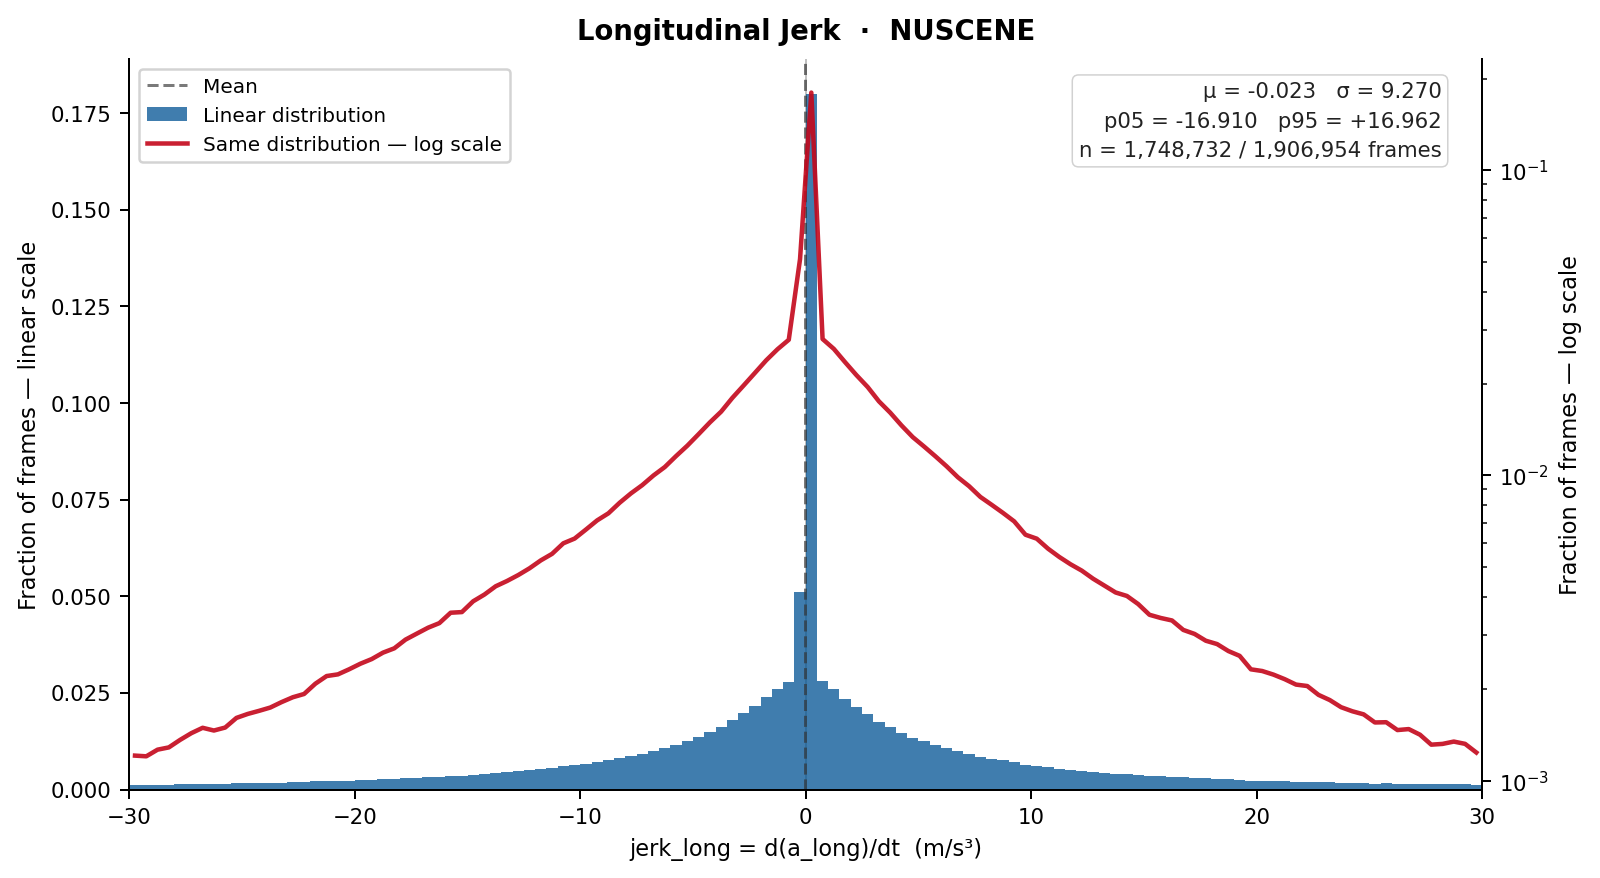 Longitudinal Jerk · NUSCENE
Mean
Linear distribution
Same distribution — log scale
μ = -0.023 σ = 9.270
p05 = -16.910 p95 = +16.962
n = 1,748,732 / 1,906,954 frames
Fraction of frames — linear scale
0.175
0.150
0.125
0.100
0.075
0.050
0.025
0.000
10⁻¹
10⁻²
10⁻³
Fraction of frames — log scale
−30
−20
−10
0
10
20
30
jerk_long = d(a_long)/dt (m/s³)